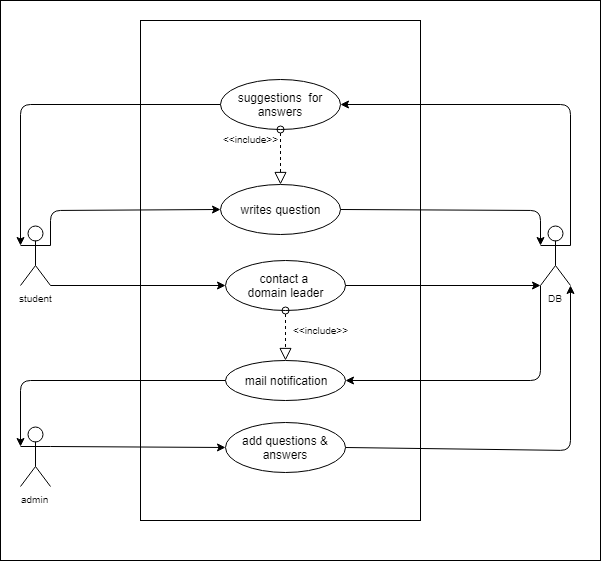 suggestions for
answers
<<include>>
writes question
student
DB
contact a
domain leader
<<include>>
mail notification
add questions &
answers
admin